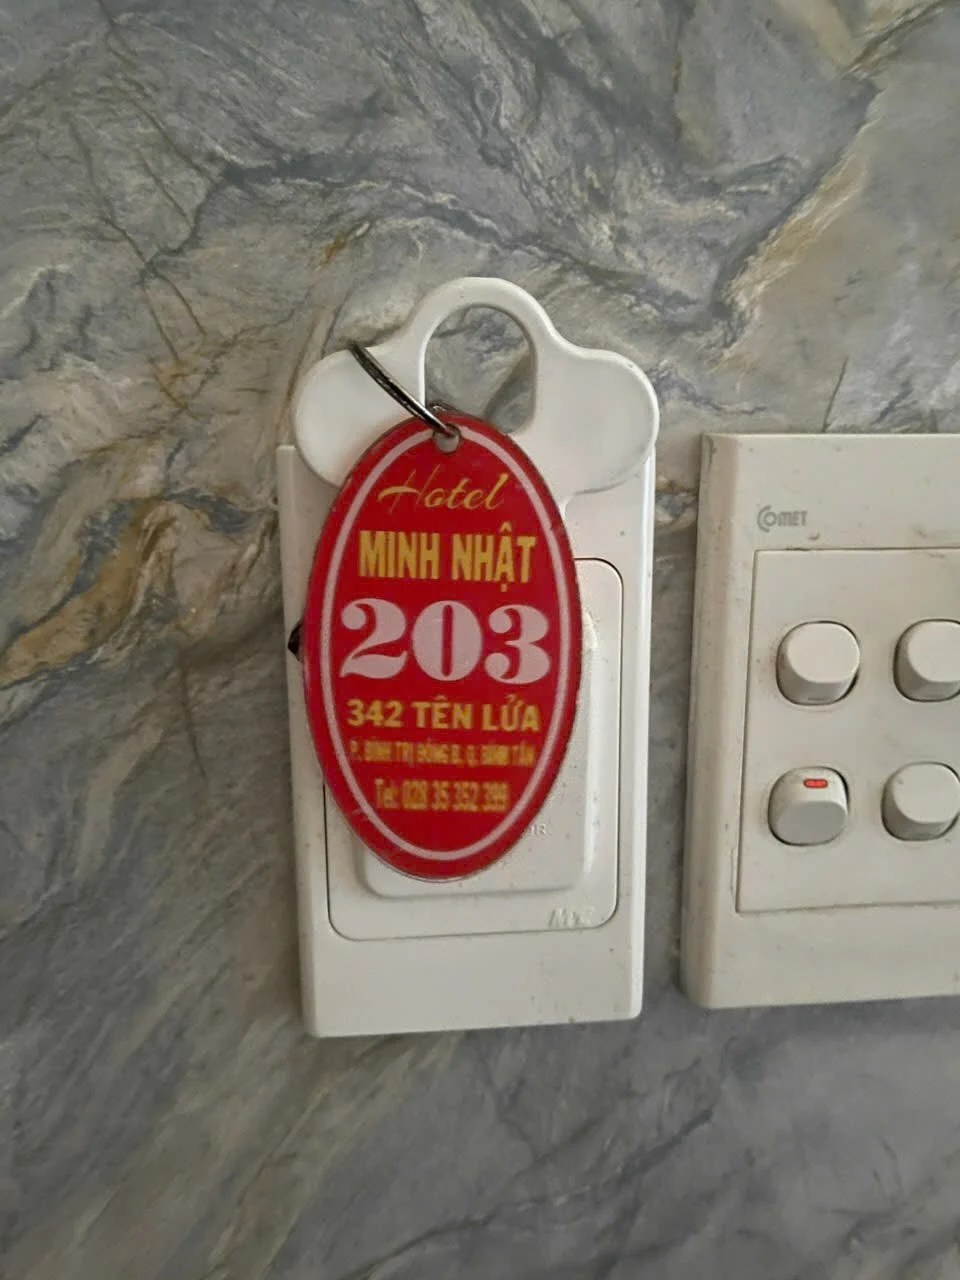 Hotel
MINH NHẬT
203
342 TÊN LỬA
P. BÌNH TRỊ ĐÔNG B, Q. BÌNH TÂN
Tel: 028 35 352 399
COMET